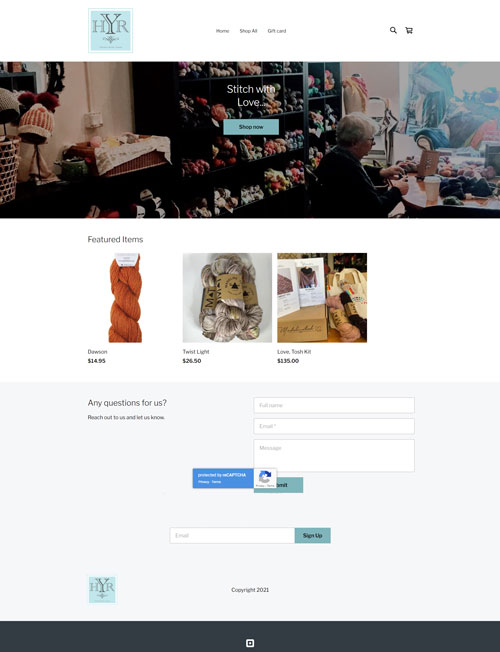 HYR
Home Shop All Gift card
Stitch with
Love...
Shop now
Featured Items
Dawson Twist Light Love, Tosh Kit
$14.95 $26.50 $135.00
Any questions for us?
Reach out to us and let us know.
Full name
Email *
Message
protected by reCAPTCHA
Privacy - Terms
Privacy - Terms
mit
Email Sign Up
HYR
Copyright 2021